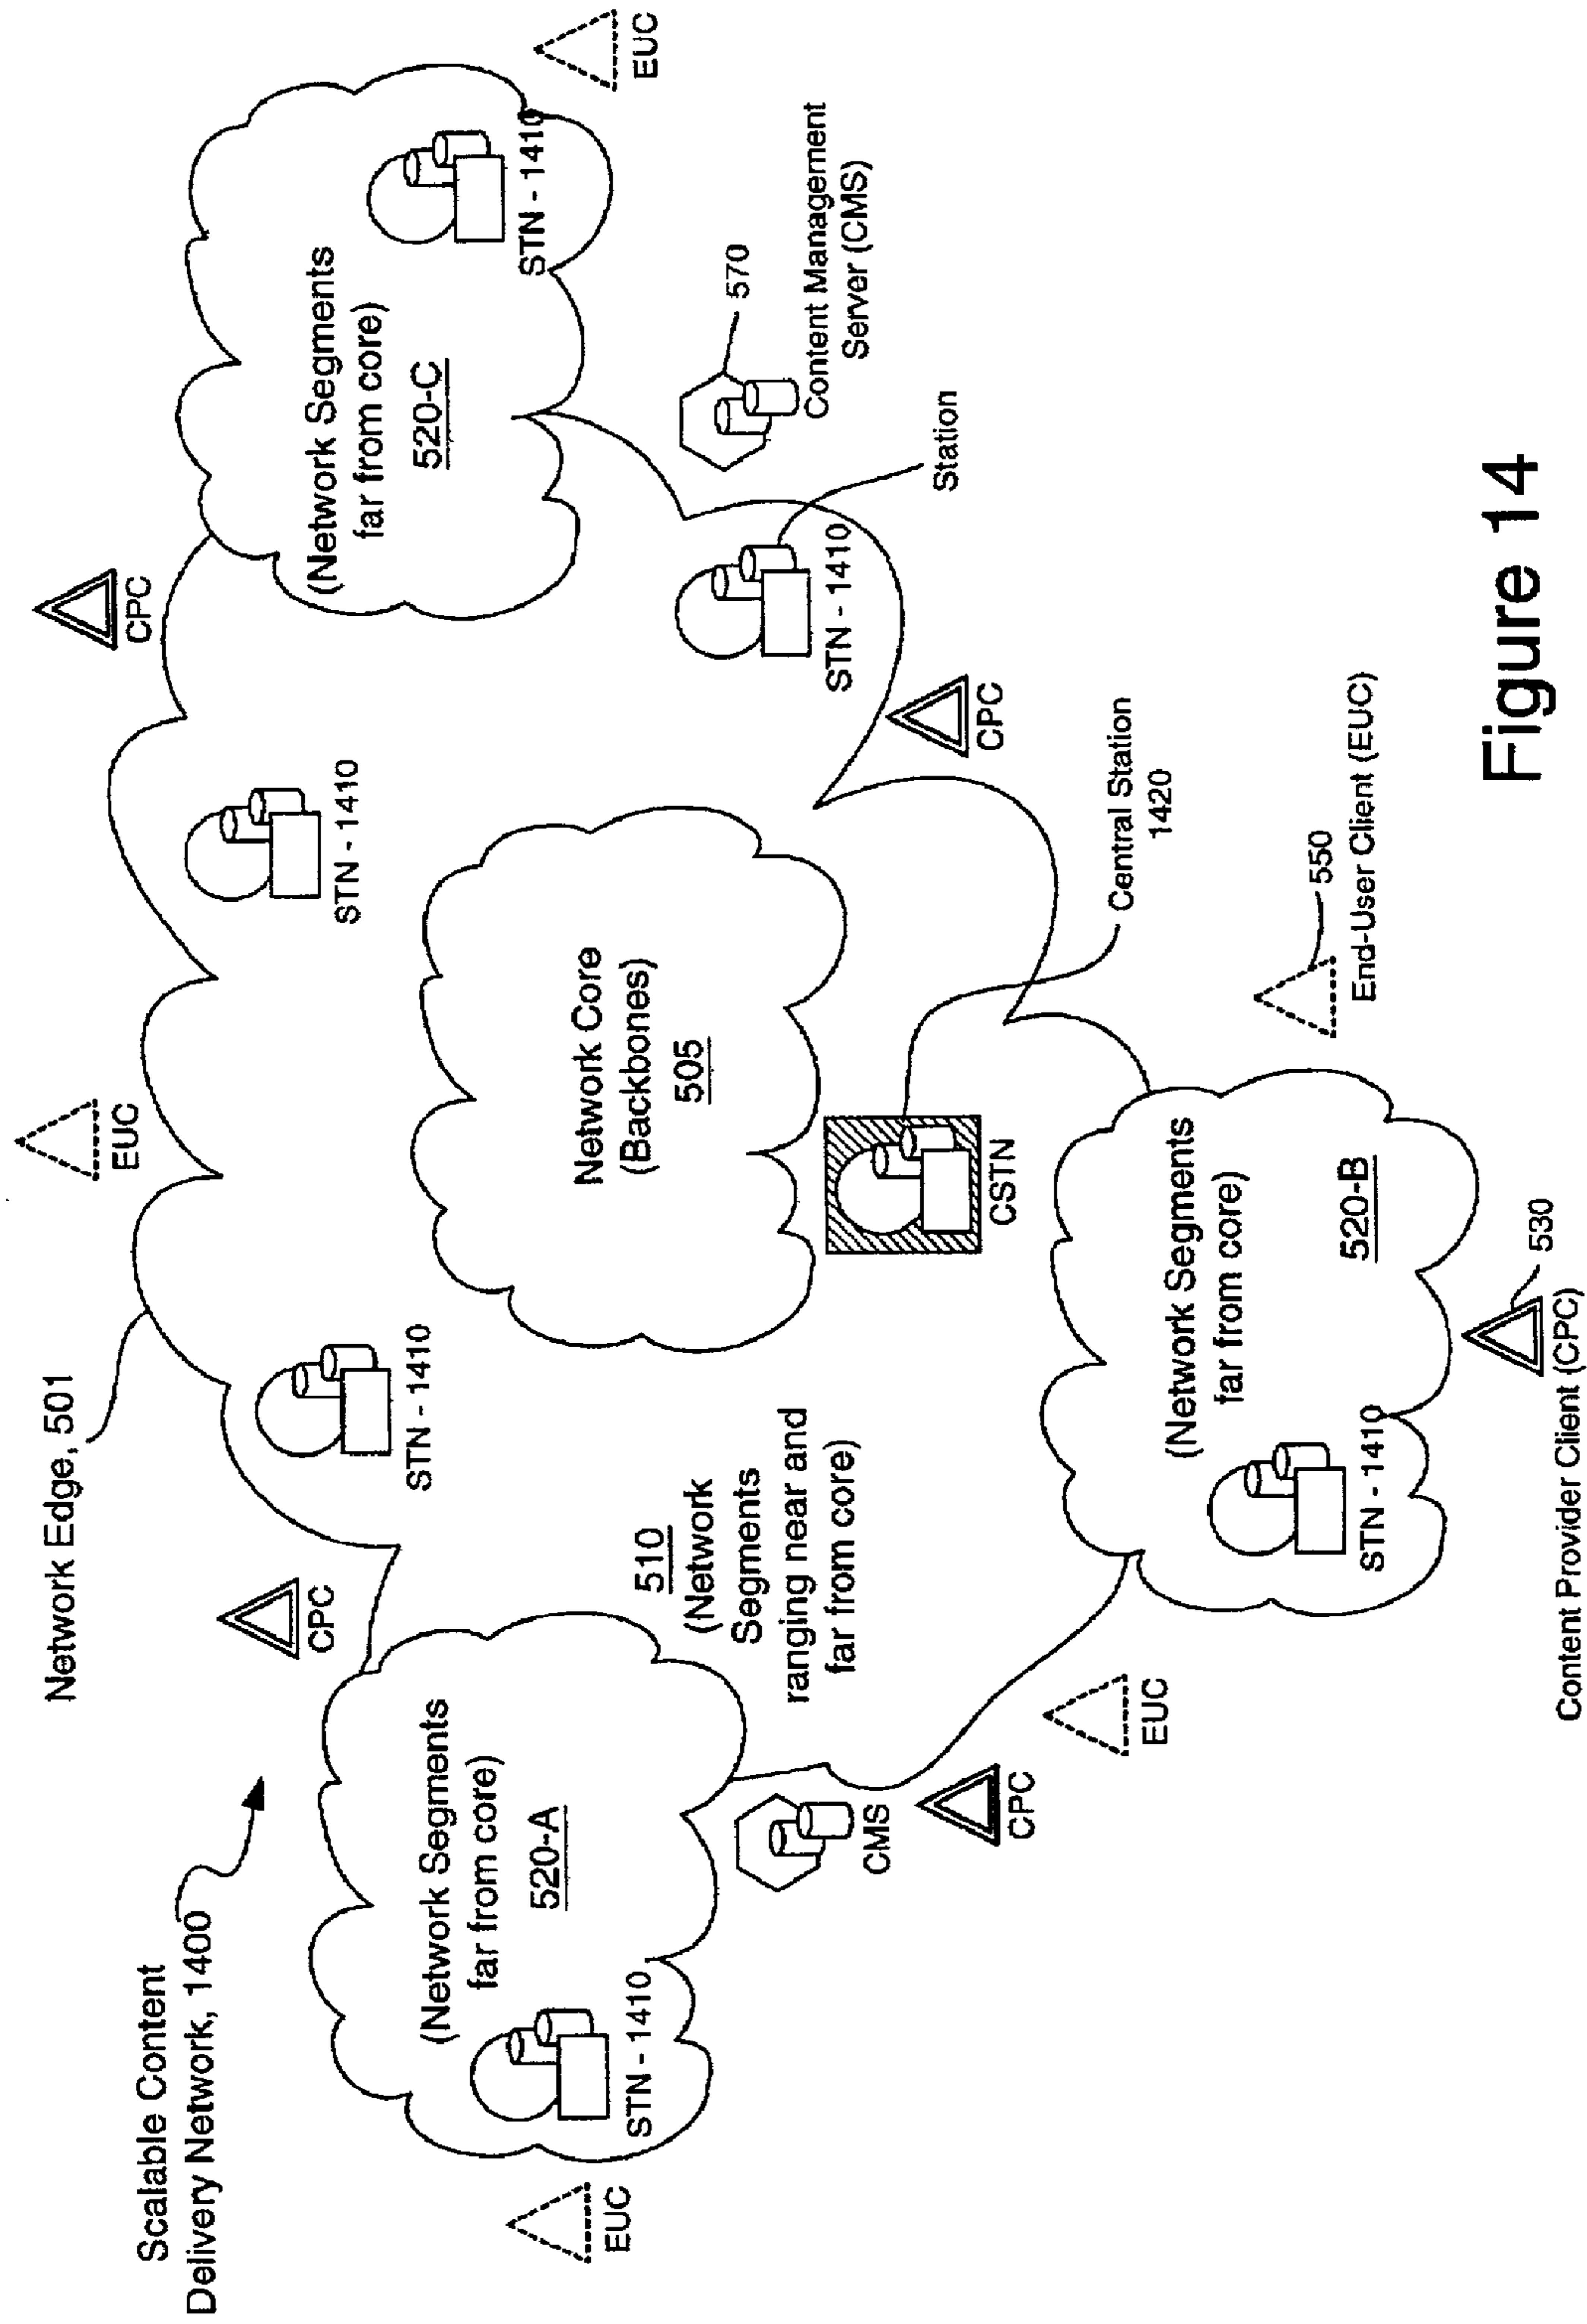 Scalable Content
Delivery Network, 1400
Network Edge, 501
EUC
CPC
CPC
EUC
STN - 1410
STN - 1410
(Network Segments
far from core)
520-C
STN - 1410
(Network Segments
far from core)
520-A
STN - 1410
EUC
510
(Network
Segments
ranging near and
far from core)
Network Core
(Backbones)
505
STN - 1410
Station
570
Content Management
Server (CMS)
CMS
CPC
CSTN
Central Station
1420
CPC
EUC
(Network Segments
far from core)
520-B
STN - 1410
550
End-User Client (EUC)
530
Content Provider Client (CPC)
Figure 14